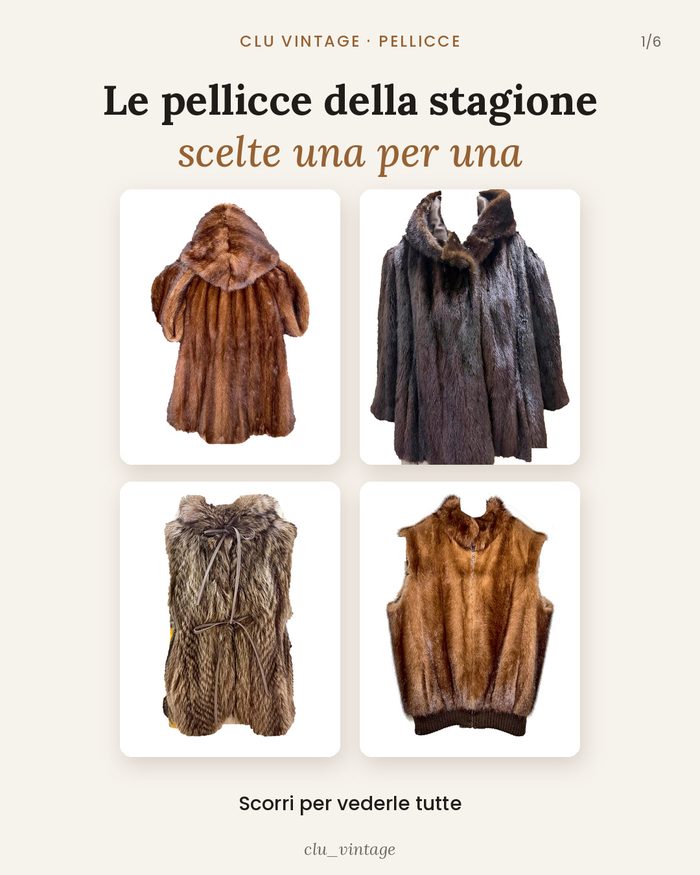 CLU VINTAGE · PELLICCE
1/6
Le pellicce della stagione
scelte una per una
Scorri per vederle tutte
clu_vintage